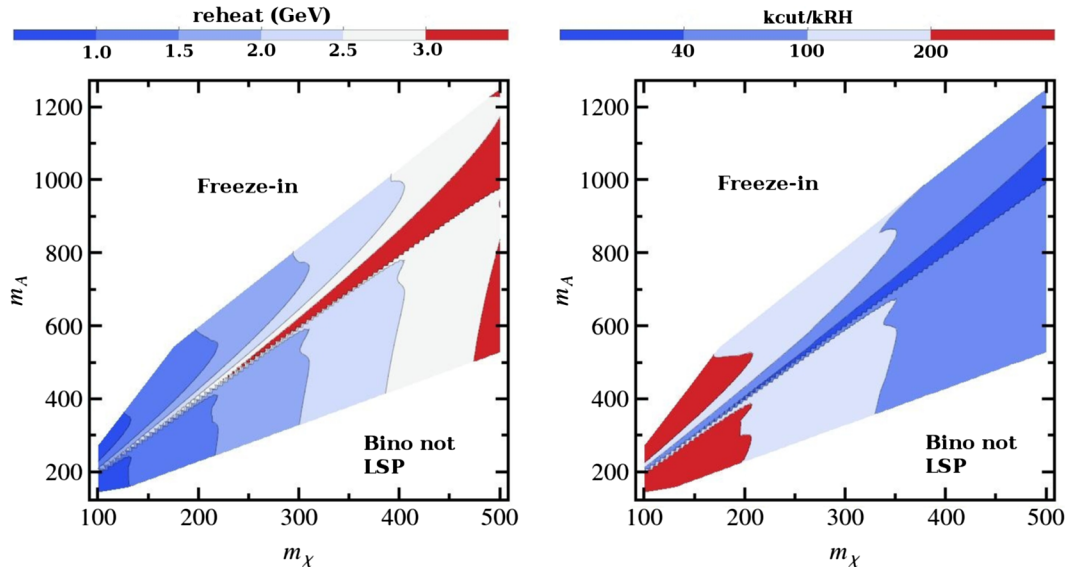 reheat (GeV)
1.0 1.5 2.0 2.5 3.0
1200
1000
800
600
400
200
m_A
Freeze-in
Bino not
LSP
100 200 300 400 500
m_χ
kcut/kRH
40 100 200
1200
1000
800
600
400
200
m_A
Freeze-in
Bino not
LSP
100 200 300 400 500
m_χ